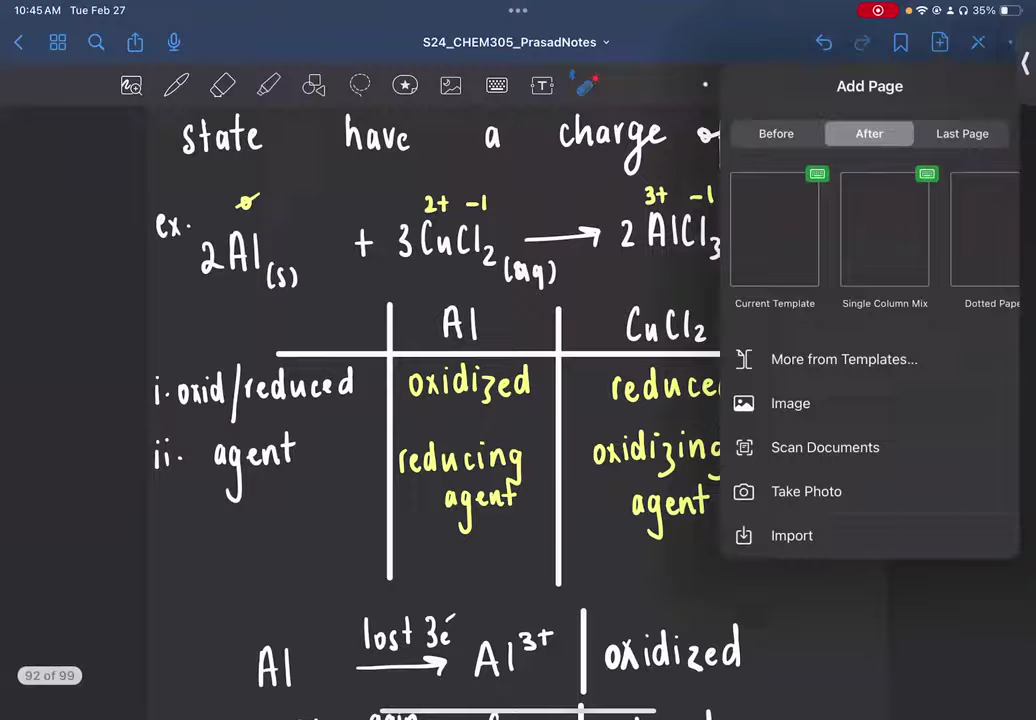 10:45 AM Tue Feb 27
35%
S24_CHEM305_PrasadNotes
Add Page
Before After Last Page
Current Template Single Column Mix Dotted Pape
More from Templates...
Image
Scan Documents
Take Photo
Import
state have a charge
ex. 2Al(s) + 3CuCl2(aq) → 2AlCl3
0 2+ -1 3+ -1
Al CuCl2
i. oxid/reduced oxidized reduce
ii. agent reducing agent oxidizing agent
Al lost 3e⁻ → Al³⁺ oxidized
gain
92 of 99